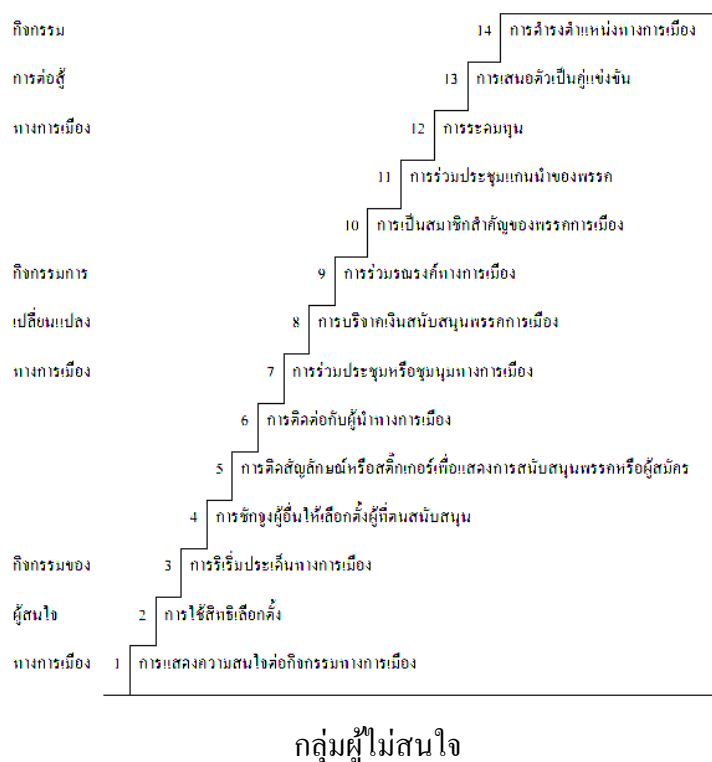 กิจกรรม 14 การดำรงตำแหน่งทางการเมือง
การต่อสู้ 13 การเสนอตัวเป็นคู่แข่งขัน
ทางการเมือง 12 การระดมทุน
11 การร่วมประชุมแกนนำของพรรค
10 การเป็นสมาชิกสำคัญของพรรคการเมือง
กิจกรรมการ 9 การร่วมรณรงค์ทางการเมือง
เปลี่ยนแปลง 8 การบริจาคเงินสนับสนุนพรรคการเมือง
ทางการเมือง 7 การร่วมประชุมหรือชุมนุมทางการเมือง
6 การติดต่อกับผู้นำทางการเมือง
5 การติดสัญลักษณ์หรือสติ๊กเกอร์เพื่อแสดงการสนับสนุนพรรคหรือผู้สมัคร
4 การชักจูงผู้อื่นให้เลือกตั้งผู้ที่ตนสนับสนุน
กิจกรรมของ 3 การริเริ่มประเด็นทางการเมือง
ผู้สนใจ 2 การใช้สิทธิเลือกตั้ง
ทางการเมือง 1 การแสดงความสนใจต่อกิจกรรมทางการเมือง
กลุ่มผู้ไม่สนใจ